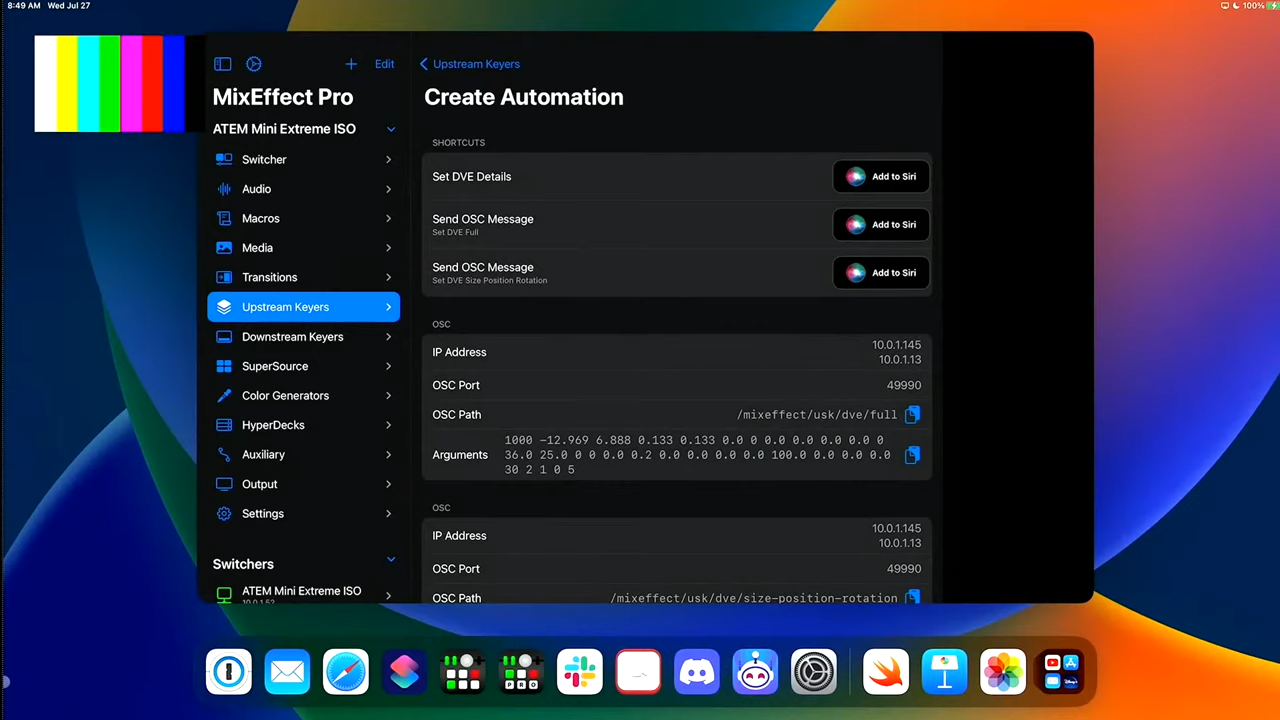 8:49 AM Wed Jul 27
100%
Edit
MixEffect Pro
ATEM Mini Extreme ISO
Switcher
Audio
Macros
Media
Transitions
Upstream Keyers
Downstream Keyers
SuperSource
Color Generators
HyperDecks
Auxiliary
Output
Settings
Switchers
ATEM Mini Extreme ISO
10.0.1.52
Upstream Keyers
Create Automation
SHORTCUTS
Set DVE Details
Add to Siri
Send OSC Message
Set DVE Full
Add to Siri
Send OSC Message
Set DVE Size Position Rotation
Add to Siri
OSC
IP Address
10.0.1.145
10.0.1.13
OSC Port 49990
OSC Path /mixeffect/usk/dve/full
Arguments
1000 -12.969 6.888 0.133 0.133 0.0 0 0.0 0.0 0.0 0.0 0
36.0 25.0 0 0 0.0 0.2 0.0 0.0 0.0 0.0 100.0 0.0 0.0 0.0
30 2 1 0 5
OSC
IP Address
10.0.1.145
10.0.1.13
OSC Port 49990
OSC Path /mixeffect/usk/dve/size-position-rotation
PRO